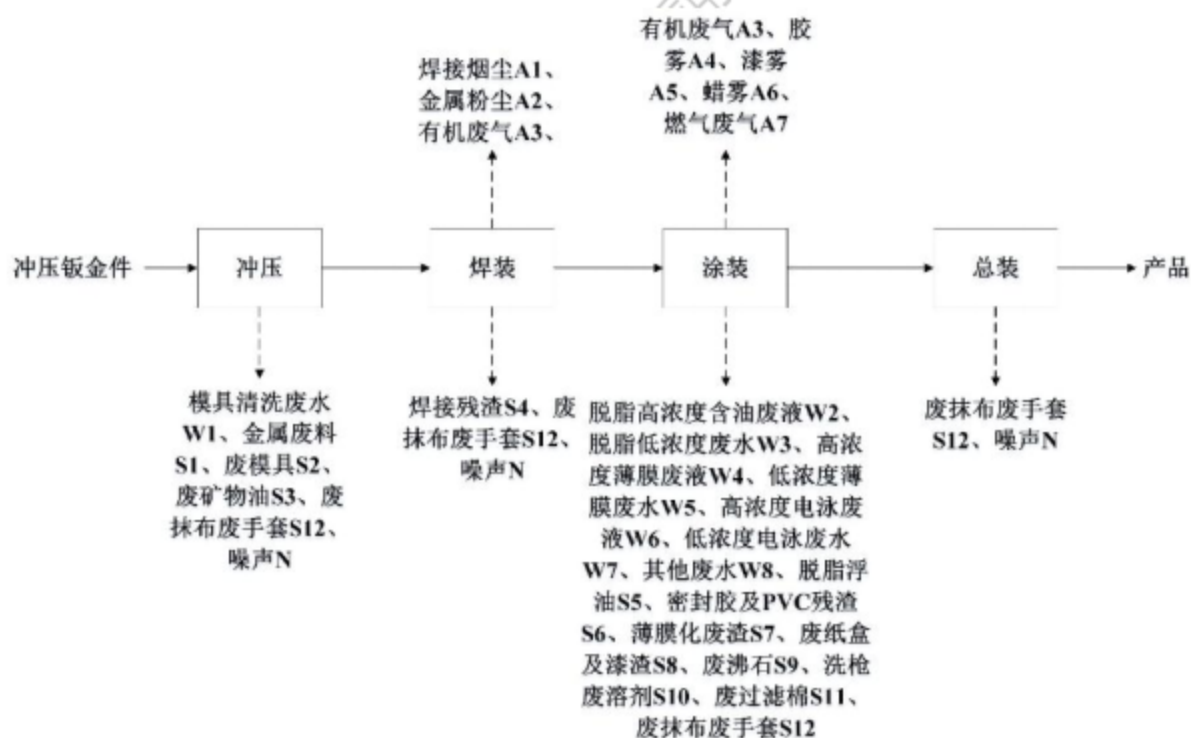 有机废气A3、胶
雾A4、漆雾
A5、蜡雾A6、
燃气废气A7
焊接烟尘A1、
金属粉尘A2、
有机废气A3、
冲压钣金件
冲压
焊装
涂装
总装
产品
模具清洗废水
W1、金属废料
S1、废模具S2、
废矿物油S3、废
抹布废手套S12、
噪声N
焊接残渣S4、废
抹布废手套S12、
噪声N
脱脂高浓度含油废液W2、
脱脂低浓度废水W3、高浓
度薄膜废液W4、低浓度薄
膜废水W5、高浓度电泳废
液W6、低浓度电泳废水
W7、其他废水W8、脱脂浮
油S5、密封胶及PVC残渣
S6、薄膜化废渣S7、废纸盒
及漆渣S8、废沸石S9、洗枪
废溶剂S10、废过滤棉S11、
废抹布废手套S12
废抹布废手套
S12、噪声N